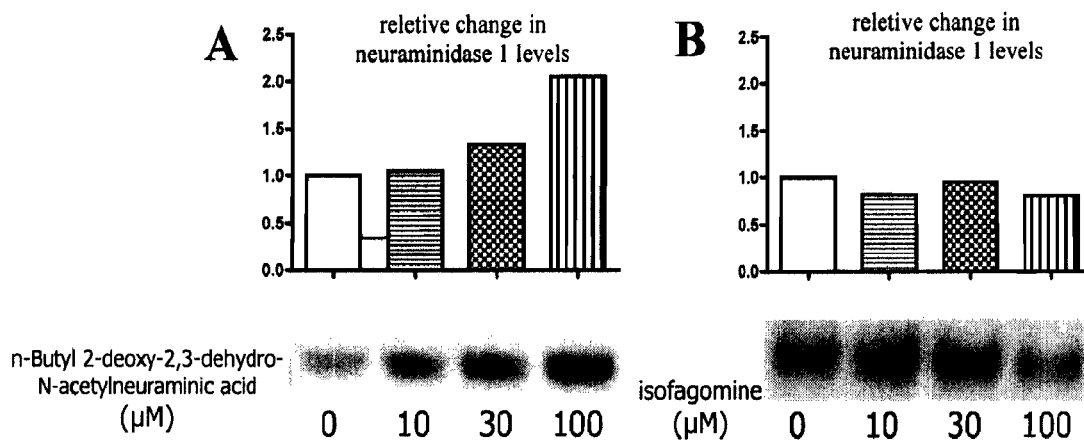 A
reletive change in
neuraminidase 1 levels
2.5
2.0
1.5
1.0
0.5
0.0
n-Butyl 2-deoxy-2,3-dehydro-
N-acetylneuraminic acid
(µM)
0 10 30 100
B
reletive change in
neuraminidase 1 levels
2.5
2.0
1.5
1.0
0.5
0.0
isofagomine
(µM)
0 10 30 100